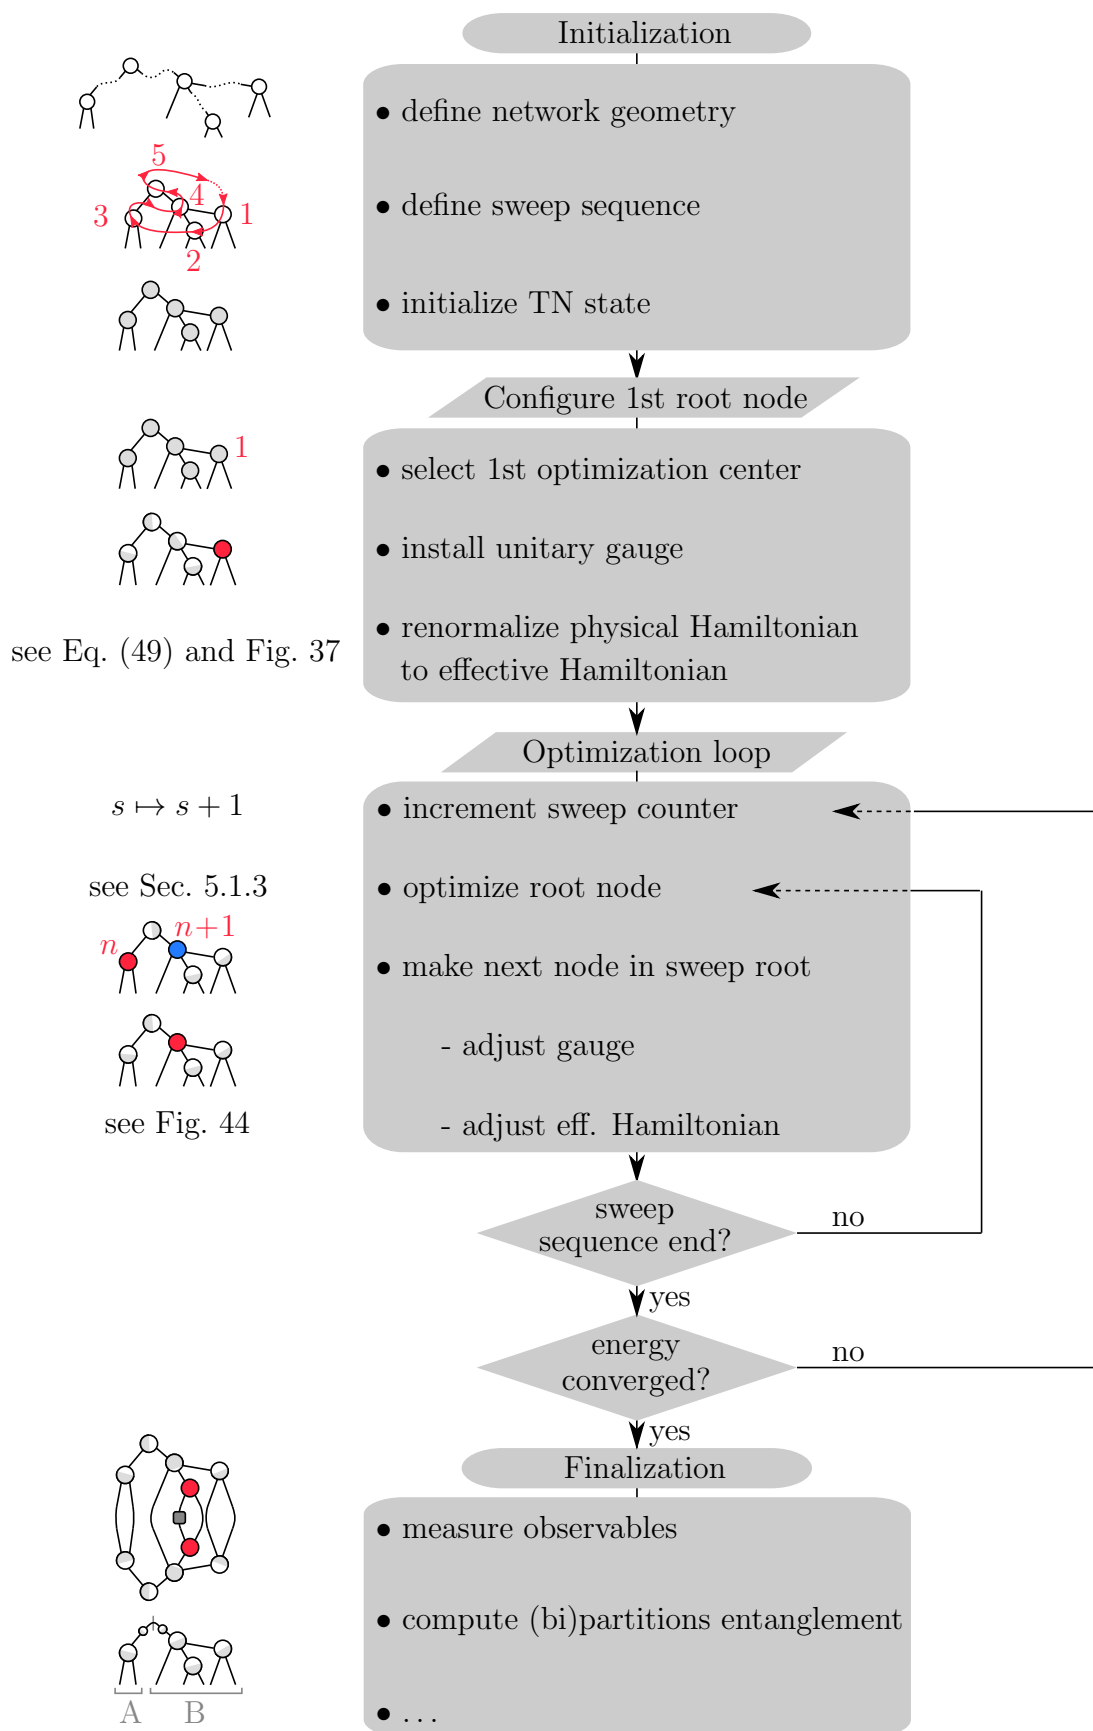 Initialization
• define network geometry
5
4
3
1
2
• define sweep sequence
• initialize TN state
Configure 1st root node
1
• select 1st optimization center
• install unitary gauge
see Eq. (49) and Fig. 37
• renormalize physical Hamiltonian
to effective Hamiltonian
Optimization loop
s ↦ s + 1
• increment sweep counter
see Sec. 5.1.3
• optimize root node
n
n+1
• make next node in sweep root
- adjust gauge
see Fig. 44
- adjust eff. Hamiltonian
sweep
sequence end?
no
yes
energy
converged?
no
yes
Finalization
• measure observables
• compute (bi)partitions entanglement
A
B
• . . .